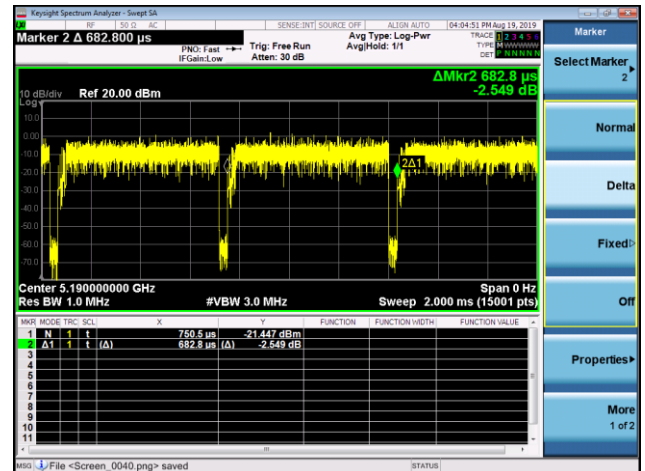 Keysight Spectrum Analyzer - Swept SA
RF 50 Ω AC SENSE:INT SOURCE OFF ALIGN AUTO 04:04:51 PM Aug 19, 2019
Marker 2 Δ 682.800 µs
PNO: Fast
IFGain:Low
Trig: Free Run
Atten: 30 dB
Avg Type: Log-Pwr
Avg|Hold: 1/1
TRACE 1 2 3 4 5 6
TYPE M W W W W W
DET P N N N N N
Marker
Select Marker
2
Normal
Delta
Fixed
Off
Properties
More
1 of 2
ΔMkr2 682.8 µs
-2.549 dB
10 dB/div Ref 20.00 dBm
Log
10.0
0.00
-10.0
-20.0
-30.0
-40.0
-50.0
-60.0
-70.0
2Δ1
Center 5.190000000 GHz Span 0 Hz
Res BW 1.0 MHz #VBW 3.0 MHz Sweep 2.000 ms (15001 pts)
MKR MODE TRC SCL X Y FUNCTION FUNCTION WIDTH FUNCTION VALUE
1 N 1 t 750.5 µs -21.447 dBm
2 Δ1 1 t (Δ) 682.8 µs (Δ) -2.549 dB
3
4
5
6
7
8
9
10
11
MSG File <Screen_0040.png> saved STATUS